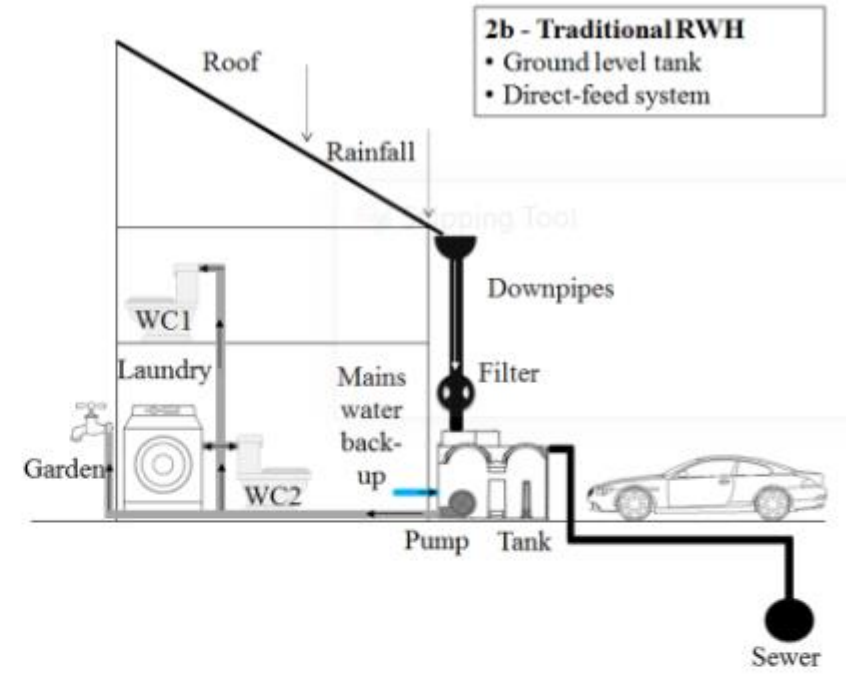 2b - Traditional RWH
• Ground level tank
• Direct-feed system
Roof
Rainfall
Downpipes
WC1
Laundry
Mains
water
back-
up
Filter
Garden
WC2
Pump
Tank
Sewer